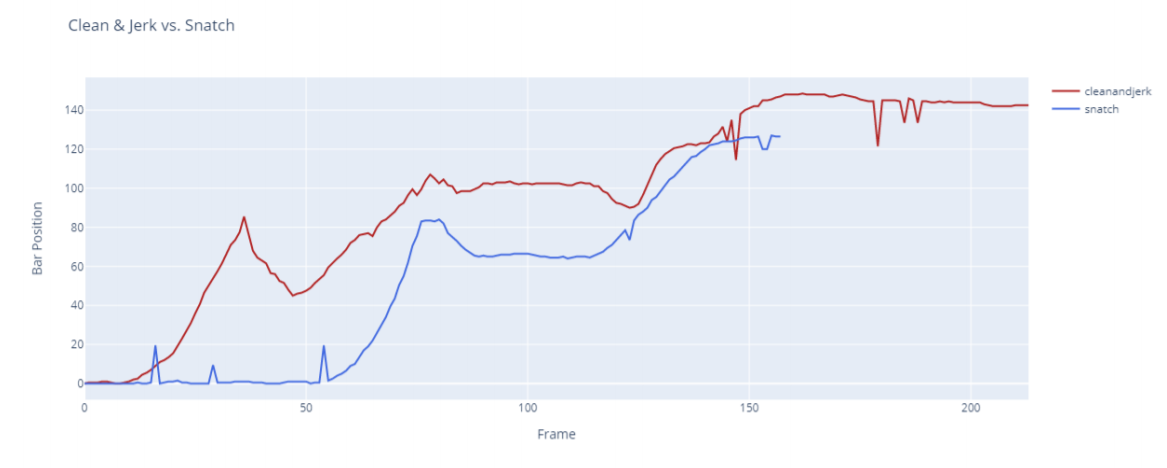 Clean & Jerk vs. Snatch
cleanandjerk
snatch
140
120
100
80
60
40
20
0
Bar Position
0 50 100 150 200
Frame